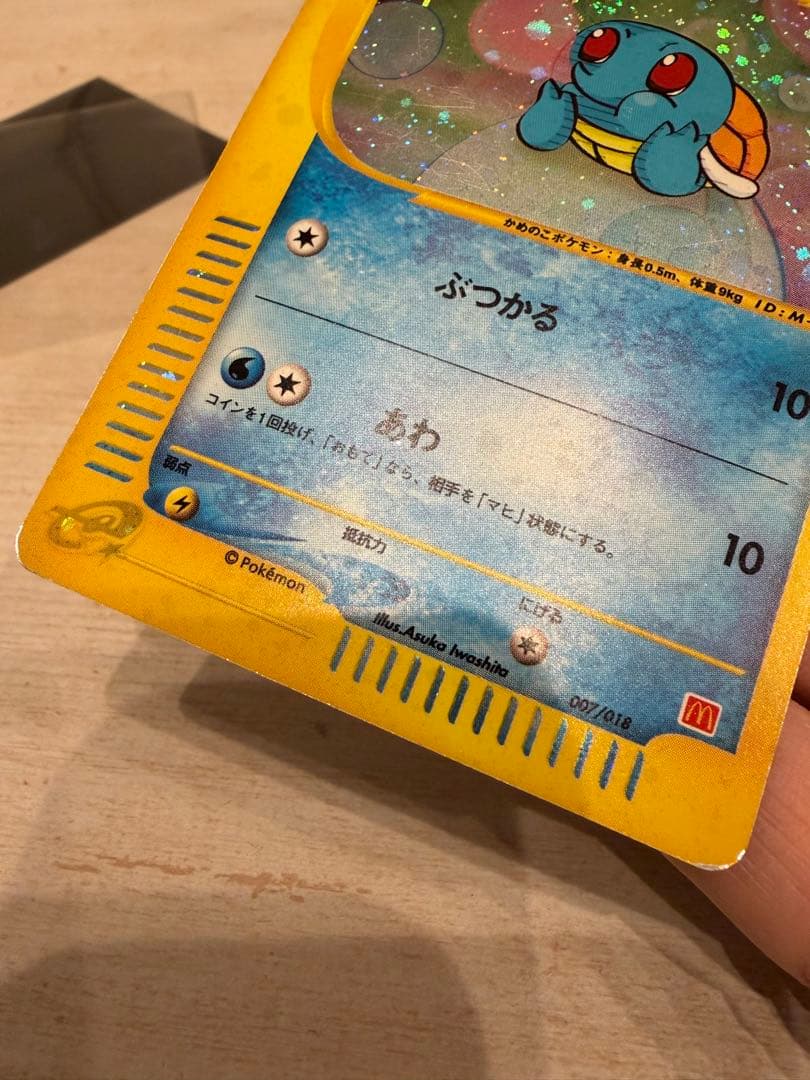 かめのこポケモン：身長0.5m、体重9kg ID:M-
ぶつかる
10
あわ
コインを1回投げ、「おもて」なら、相手を「マヒ」状態にする。
10
弱点
抵抗力
にげる
e
©Pokémon
Illus.Asuka Iwashita
007/018
M